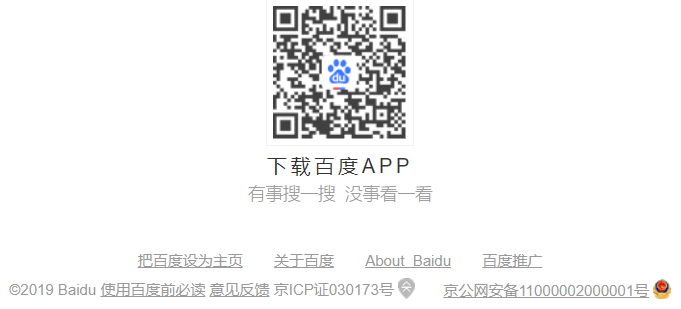 du
下载百度APP
有事搜一搜 没事看一看
把百度设为主页 关于百度 About Baidu 百度推广
©2019 Baidu 使用百度前必读 意见反馈 京ICP证030173号 京公网安备11000002000001号